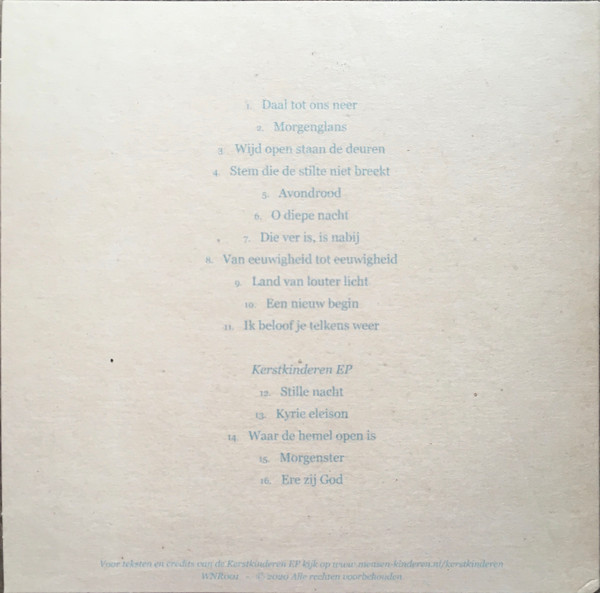 1. Daal tot ons neer
2. Morgenglans
3. Wijd open staan de deuren
4. Stem die de stilte niet breekt
5. Avondrood
6. O diepe nacht
7. Die ver is, is nabij
8. Van eeuwigheid tot eeuwigheid
9. Land van louter licht
10. Een nieuw begin
11. Ik beloof je telkens weer
Kerstkinderen EP
12. Stille nacht
13. Kyrie eleison
14. Waar de hemel open is
15. Morgenster
16. Ere zij God
Voor teksten en credits van de Kerstkinderen EP kijk op www.mensen-kinderen.nl/kerstkinderen
WNR001 - © 2020 Alle rechten voorbehouden